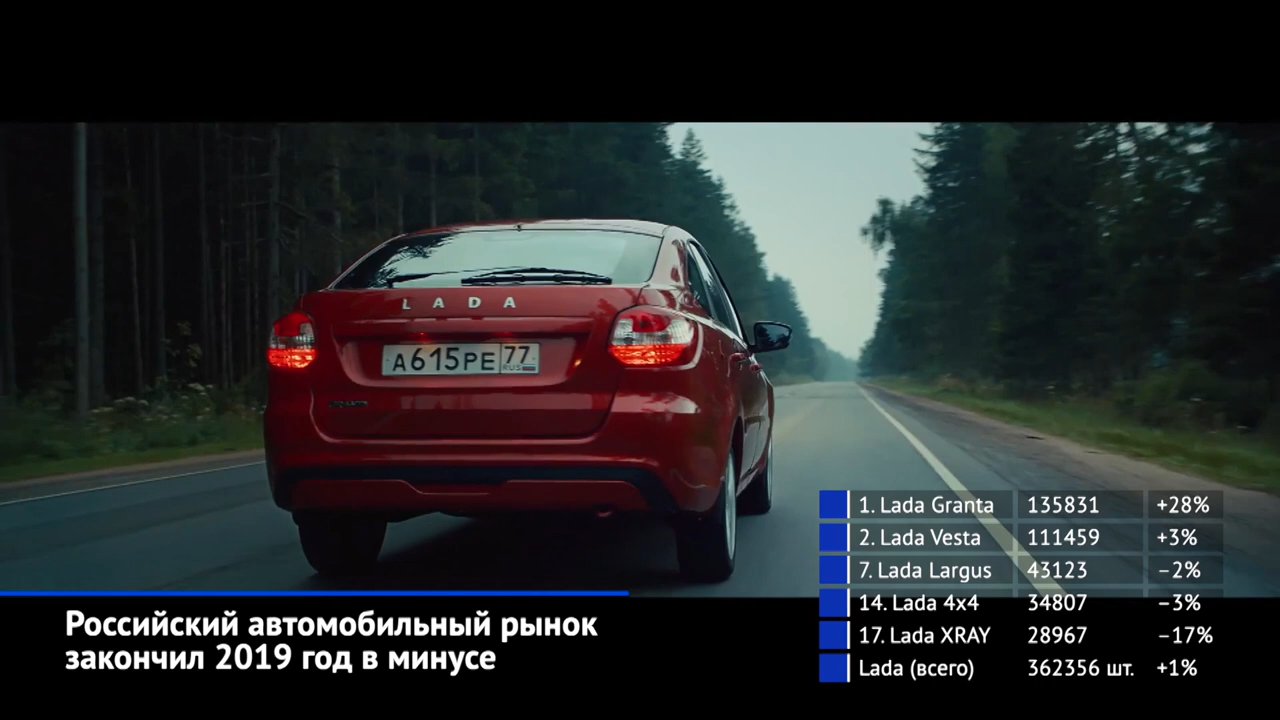 LADA
А615РЕ 77
RUS
Российский автомобильный рынок
закончил 2019 год в минусе
1. Lada Granta 135831 +28%
2. Lada Vesta 111459 +3%
7. Lada Largus 43123 –2%
14. Lada 4x4 34807 –3%
17. Lada XRAY 28967 –17%
Lada (всего) 362356 шт. +1%